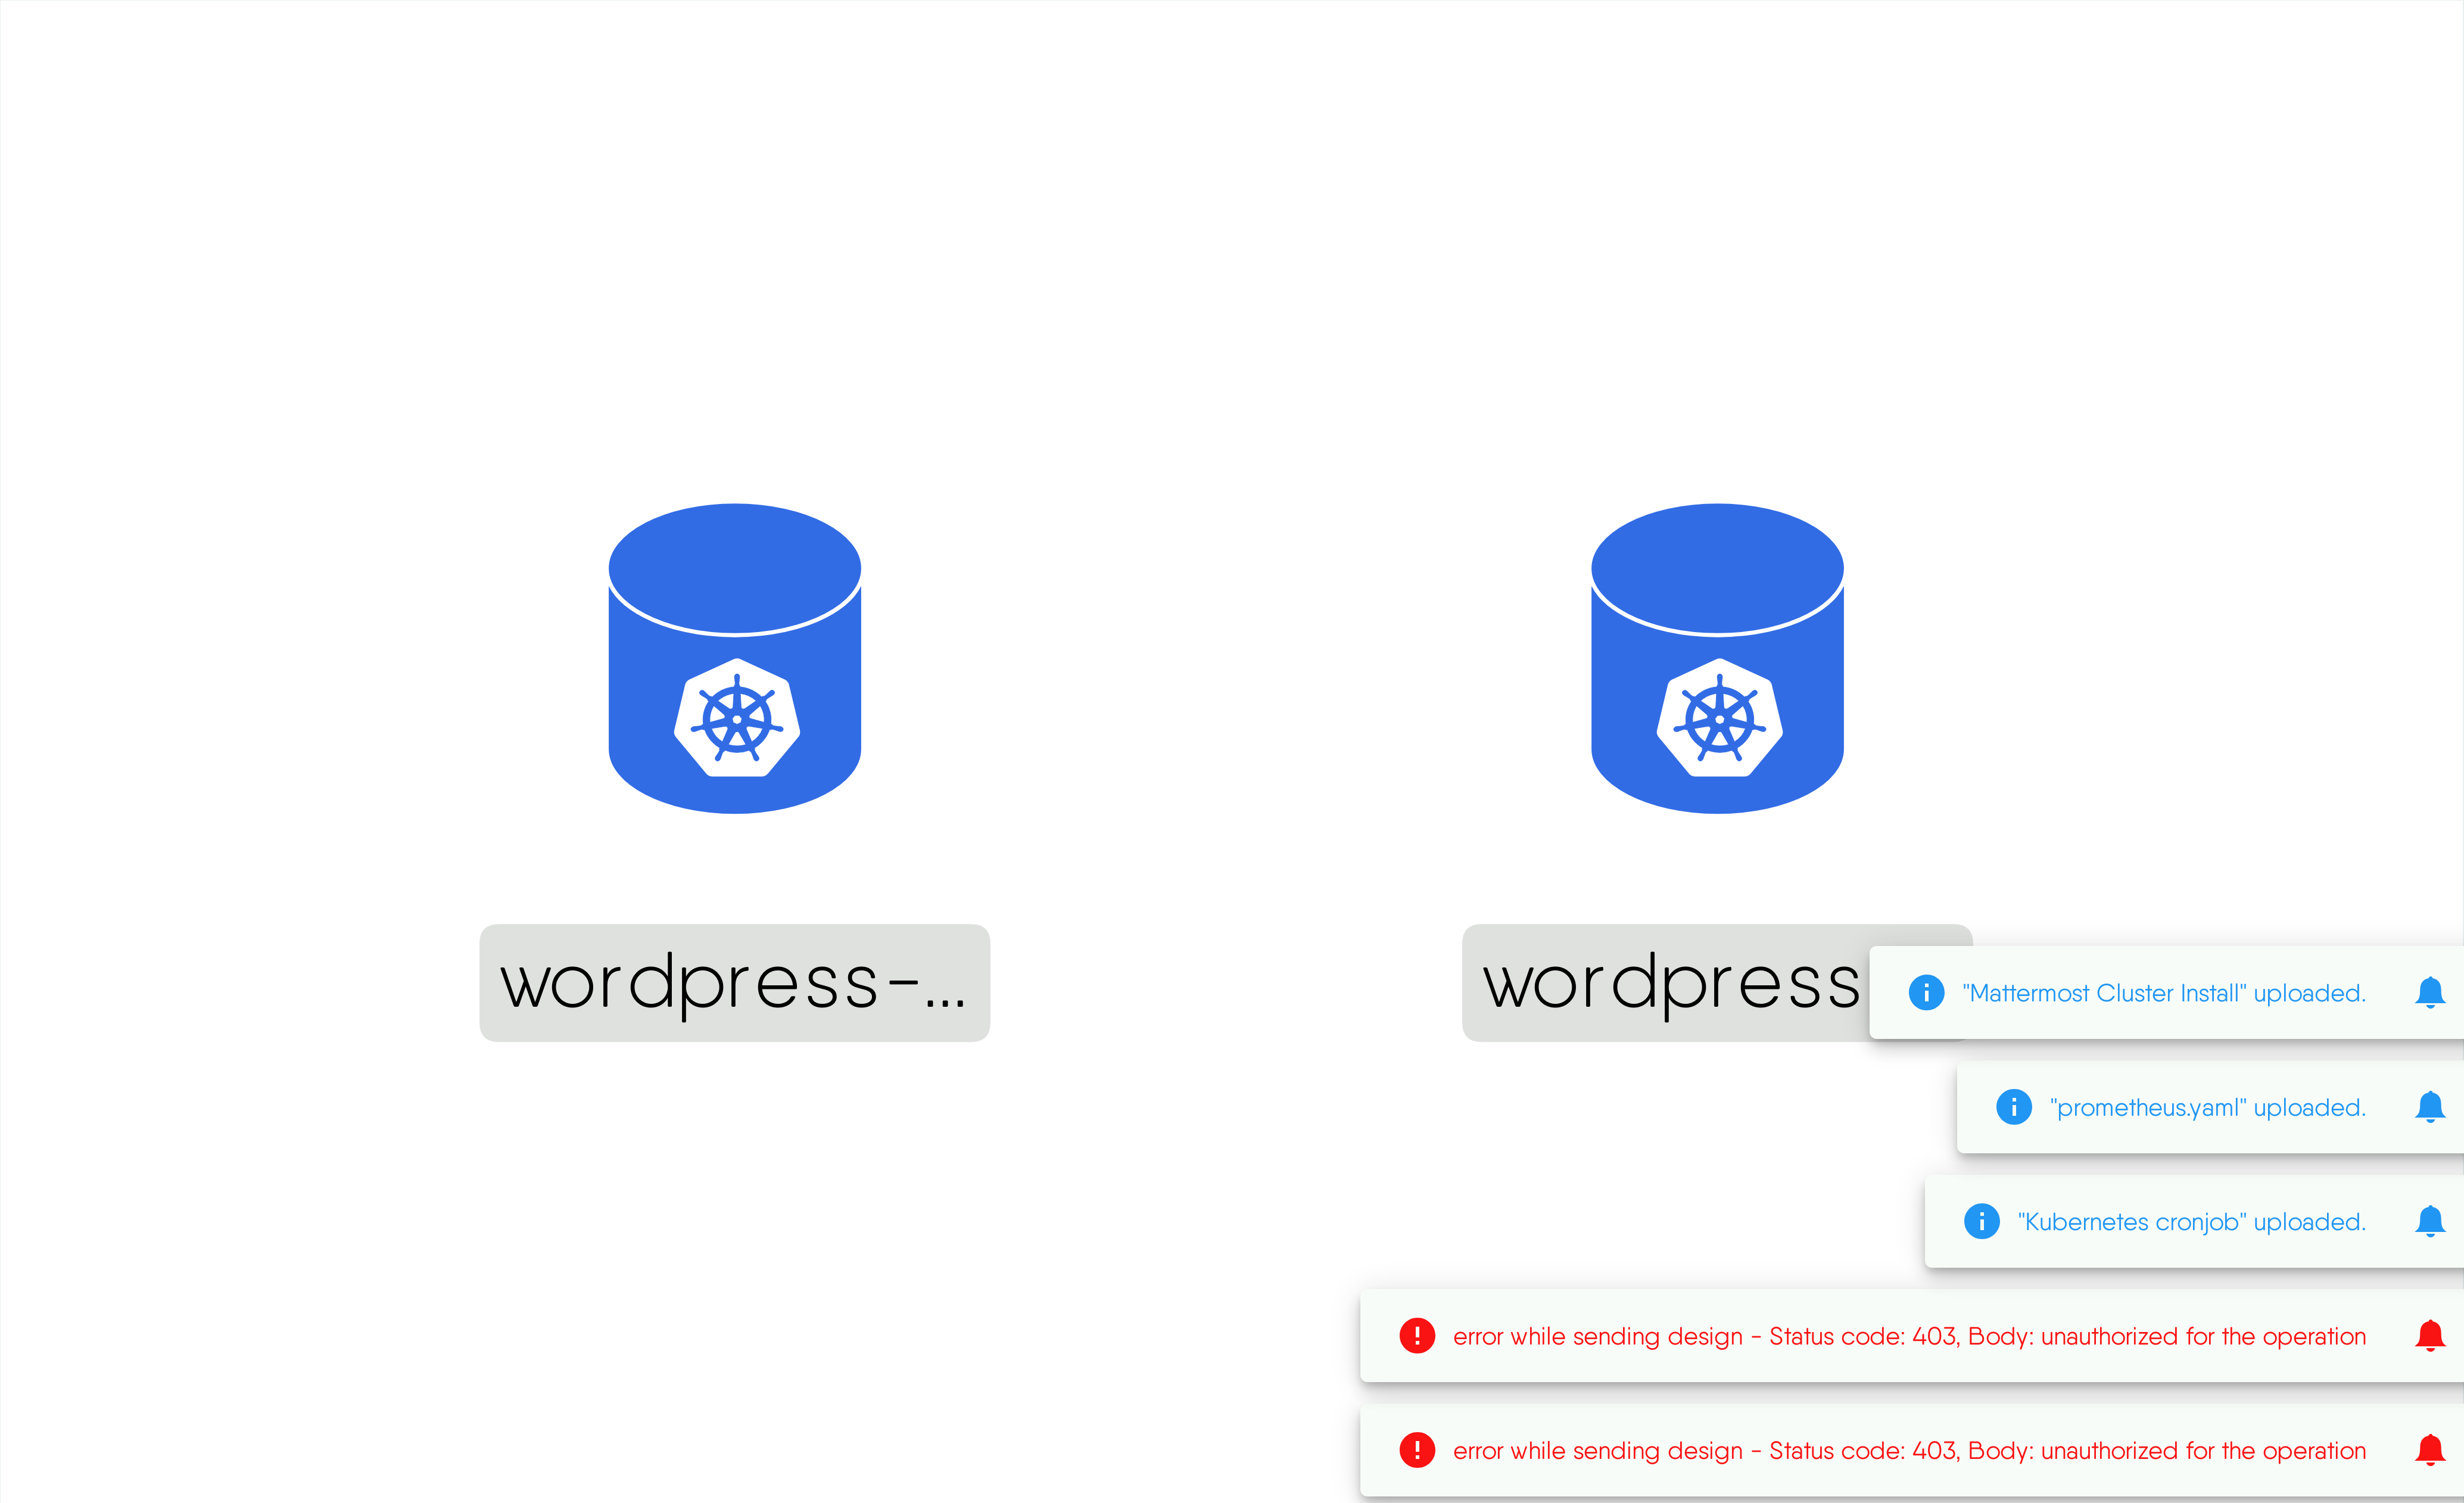 wordpress-...
wordpress
"Mattermost Cluster Install" uploaded.
"prometheus.yaml" uploaded.
"Kubernetes cronjob" uploaded.
error while sending design - Status code: 403, Body: unauthorized for the operation
error while sending design - Status code: 403, Body: unauthorized for the operation